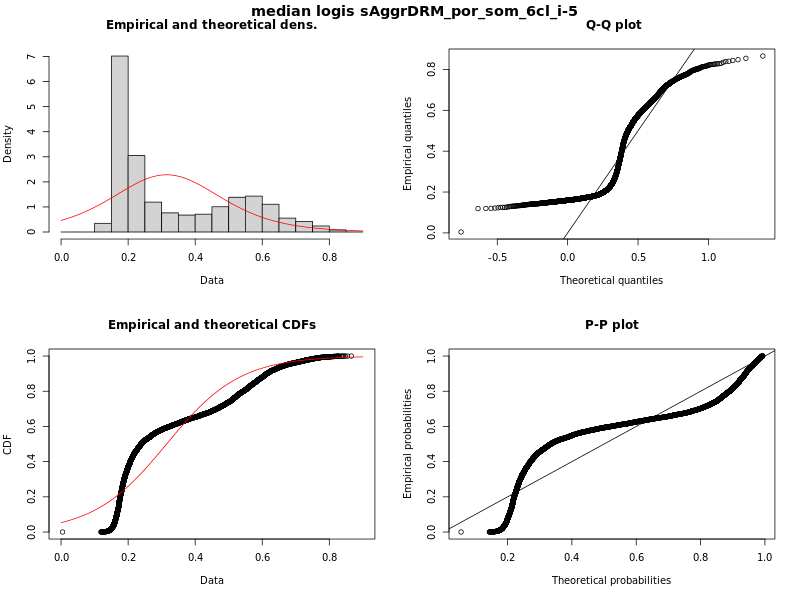 median logis sAggrDRM_por_som_6cl_i-5
Empirical and theoretical dens.
Density
0 1 2 3 4 5 6 7
0.0 0.2 0.4 0.6 0.8
Data
Q-Q plot
Empirical quantiles
0.0 0.2 0.4 0.6 0.8
-0.5 0.0 0.5 1.0
Theoretical quantiles
Empirical and theoretical CDFs
CDF
0.0 0.2 0.4 0.6 0.8 1.0
0.0 0.2 0.4 0.6 0.8
Data
P-P plot
Empirical probabilities
0.0 0.2 0.4 0.6 0.8 1.0
0.2 0.4 0.6 0.8 1.0
Theoretical probabilities